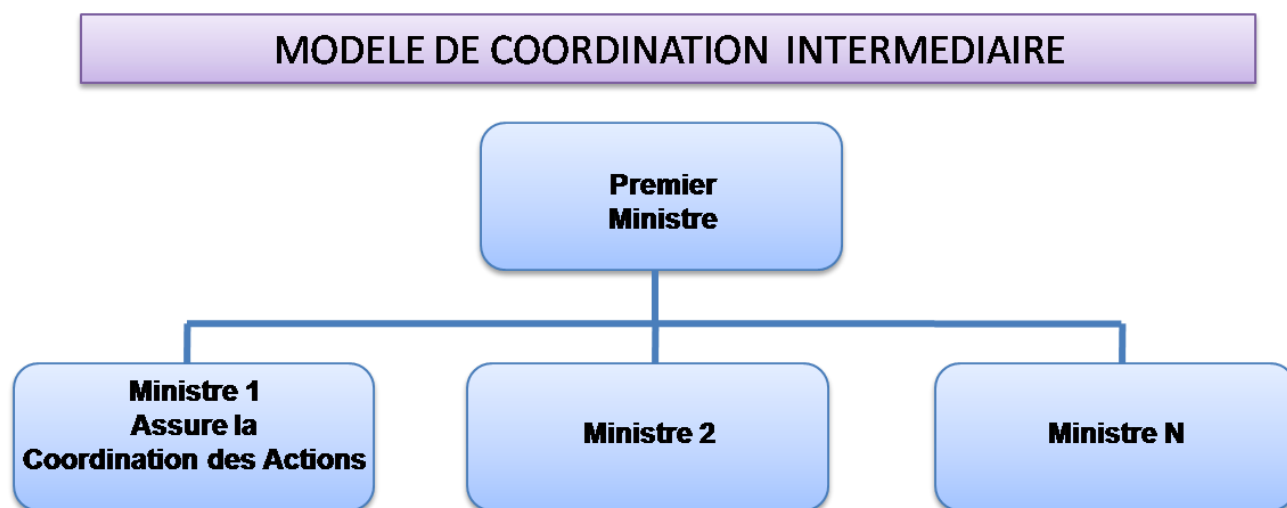 MODELE DE COORDINATION INTERMEDIAIRE
Premier
Ministre
Ministre 1
Assure la
Coordination des Actions
Ministre 2
Ministre N